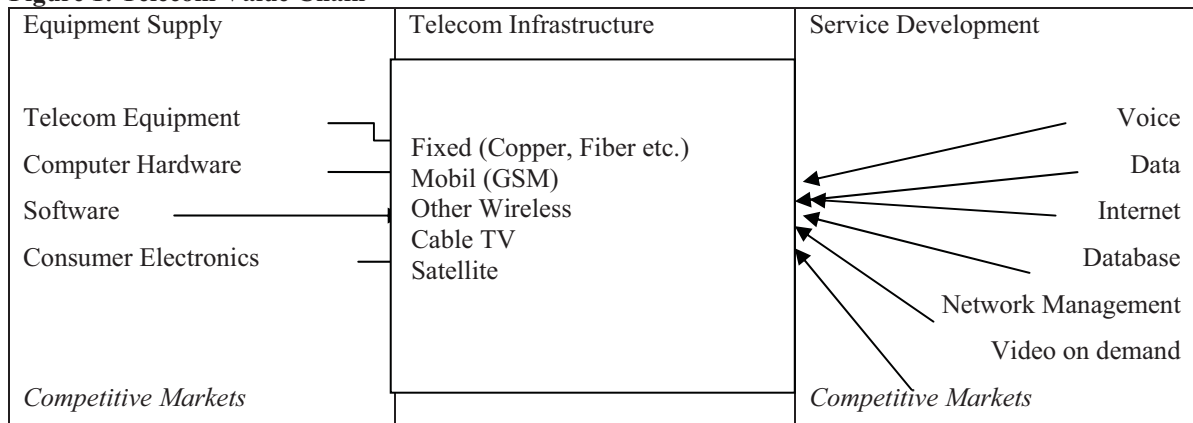 Equipment Supply
Telecom Infrastructure
Service Development
Telecom Equipment
Computer Hardware
Software
Consumer Electronics
Competitive Markets
Fixed (Copper, Fiber etc.)
Mobil (GSM)
Other Wireless
Cable TV
Satellite
Voice
Data
Internet
Database
Network Management
Video on demand
Competitive Markets